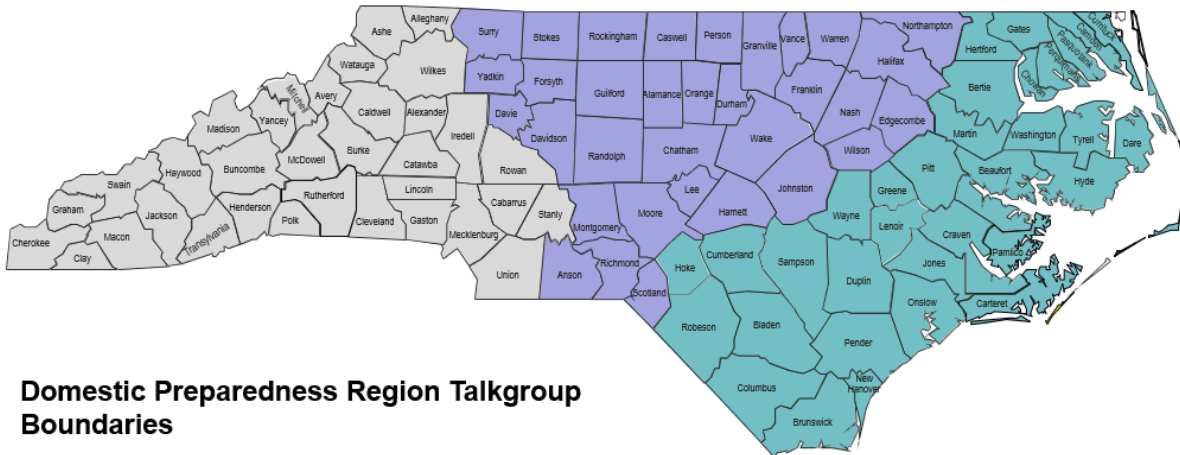 Alleghany
Ashe
Surry
Stokes
Rockingham
Caswell
Person
Granville
Vance
Warren
Northampton
Gates
Currituck
Camden
Pasquotank
Perquimans
Chowan
Hertford
Halifax
Watauga
Wilkes
Yadkin
Forsyth
Guilford
Alamance
Orange
Durham
Franklin
Nash
Edgecombe
Bertie
Mitchell
Avery
Caldwell
Alexander
Davie
Iredell
Davidson
Randolph
Chatham
Wake
Wilson
Martin
Washington
Tyrell
Dare
Madison
Yancey
McDowell
Burke
Catawba
Rowan
Buncombe
Haywood
Swain
Graham
Cherokee
Clay
Macon
Jackson
Transylvania
Henderson
Polk
Rutherford
Cleveland
Lincoln
Gaston
Mecklenburg
Cabarrus
Stanly
Union
Anson
Montgomery
Richmond
Scotland
Moore
Lee
Harnett
Johnston
Wayne
Greene
Pitt
Beaufort
Hyde
Lenoir
Craven
Pamlico
Jones
Carteret
Onslow
Duplin
Sampson
Cumberland
Hoke
Robeson
Bladen
Pender
Columbus
New
Hanover
Brunswick
Domestic Preparedness Region Talkgroup
Boundaries